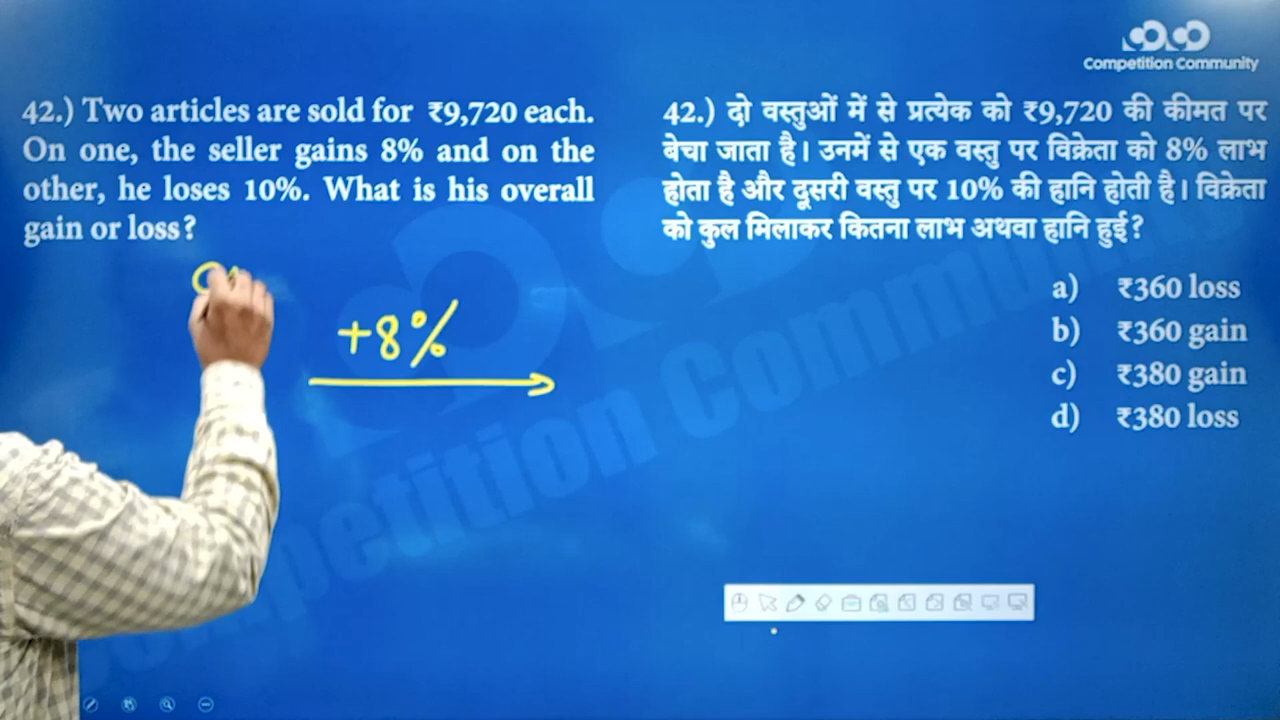 Competition Community
42.) Two articles are sold for ₹9,720 each.
On one, the seller gains 8% and on the
other, he loses 10%. What is his overall
gain or loss?
42.) दो वस्तुओं में से प्रत्येक को ₹9,720 की कीमत पर
बेचा जाता है। उनमें से एक वस्तु पर विक्रेता को 8% लाभ
होता है और दूसरी वस्तु पर 10% की हानि होती है। विक्रेता
को कुल मिलाकर कितना लाभ अथवा हानि हुई?
a) ₹360 loss
b) ₹360 gain
c) ₹380 gain
d) ₹380 loss
+8%
Competition Community